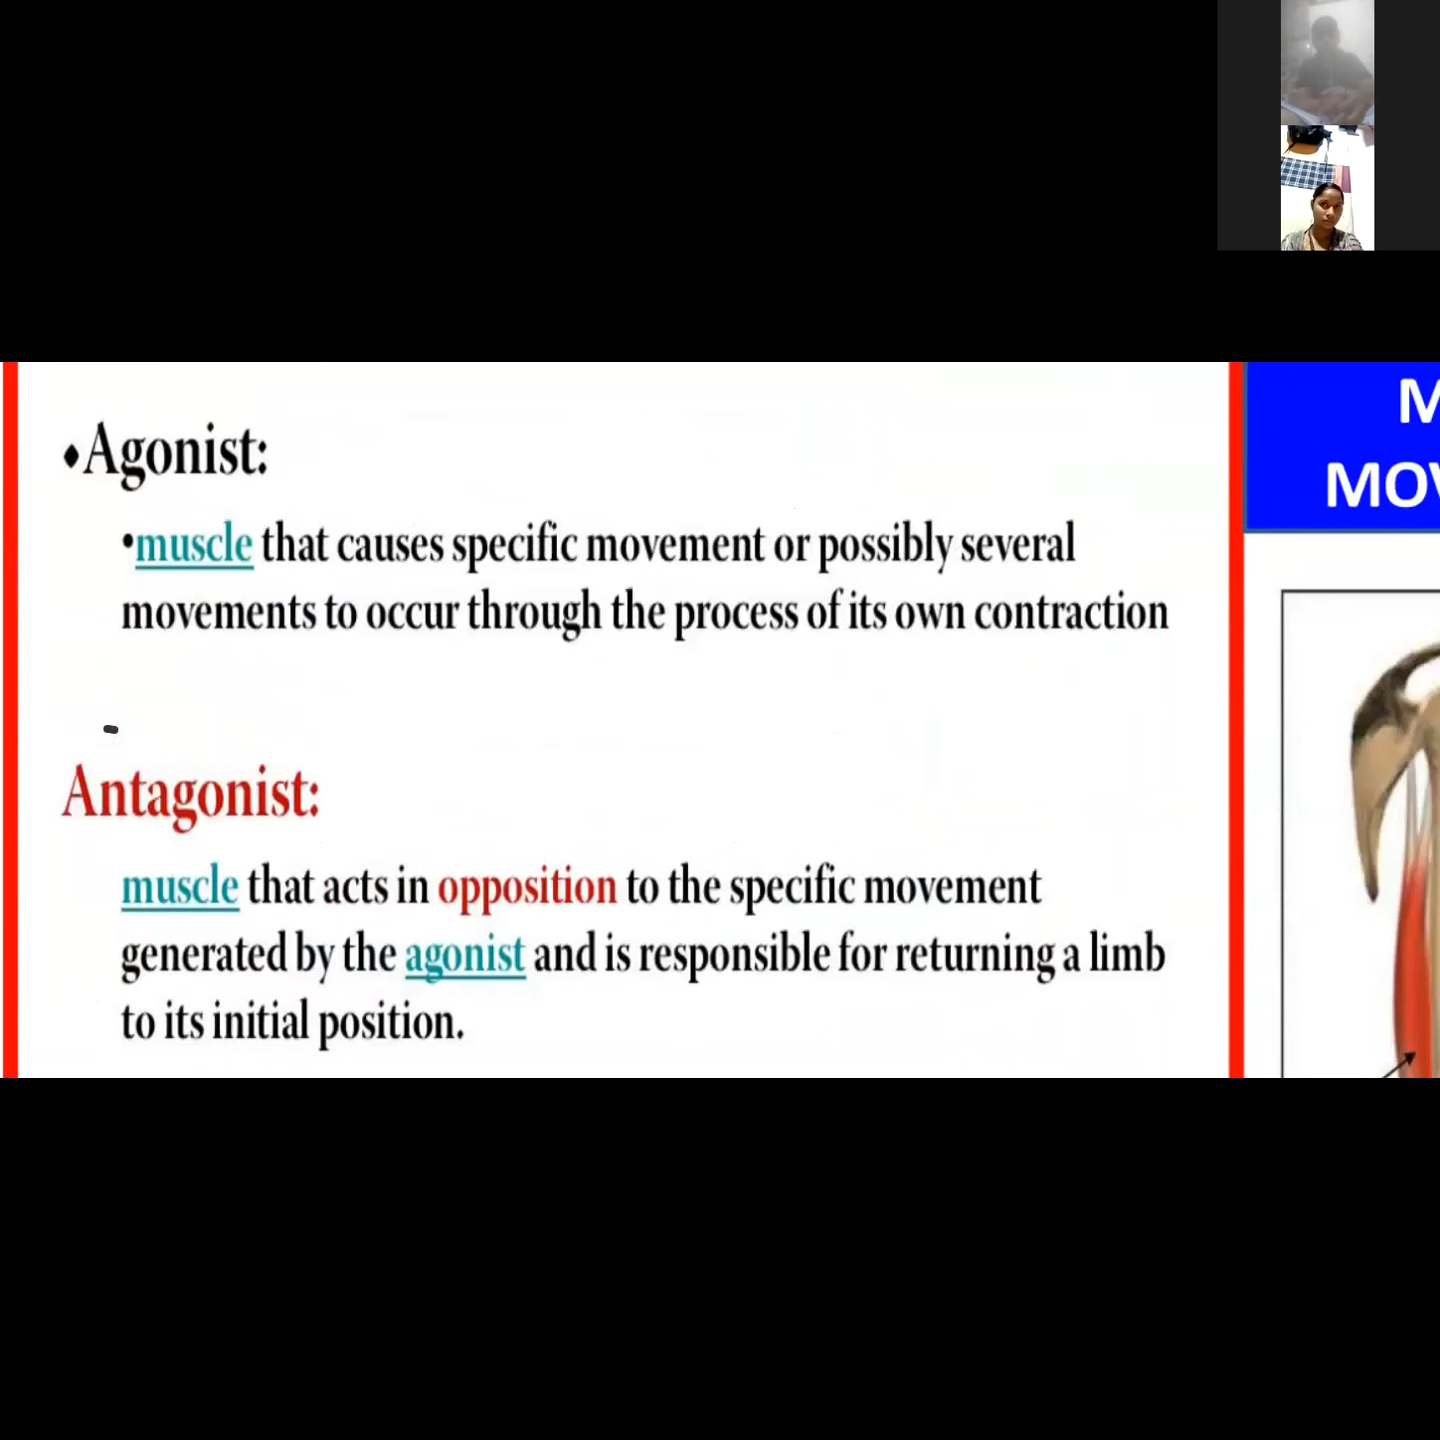 •Agonist:
•muscle that causes specific movement or possibly several
movements to occur through the process of its own contraction
Antagonist:
muscle that acts in opposition to the specific movement
generated by the agonist and is responsible for returning a limb
to its initial position.